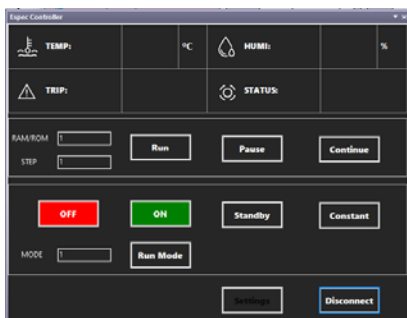 Espec Controller
TEMP: °C HUMI: %
TRIP: STATUS:
RAM/ROM 1
STEP 1
Run Pause Continue
OFF ON Standby Constant
MODE 1 Run Mode
Settings Disconnect